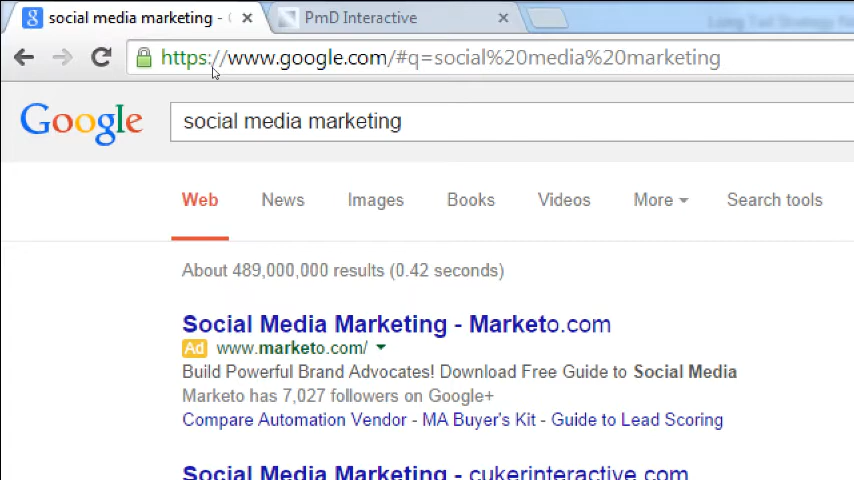 social media marketing - G
PmD Interactive
https://www.google.com/#q=social%20media%20marketing
Google
social media marketing
Web News Images Books Videos More Search tools
About 489,000,000 results (0.42 seconds)
Social Media Marketing - Marketo.com
Ad www.marketo.com/
Build Powerful Brand Advocates! Download Free Guide to Social Media
Marketo has 7,027 followers on Google+
Compare Automation Vendor - MA Buyer's Kit - Guide to Lead Scoring
Social Media Marketing - cukerinteractive.com